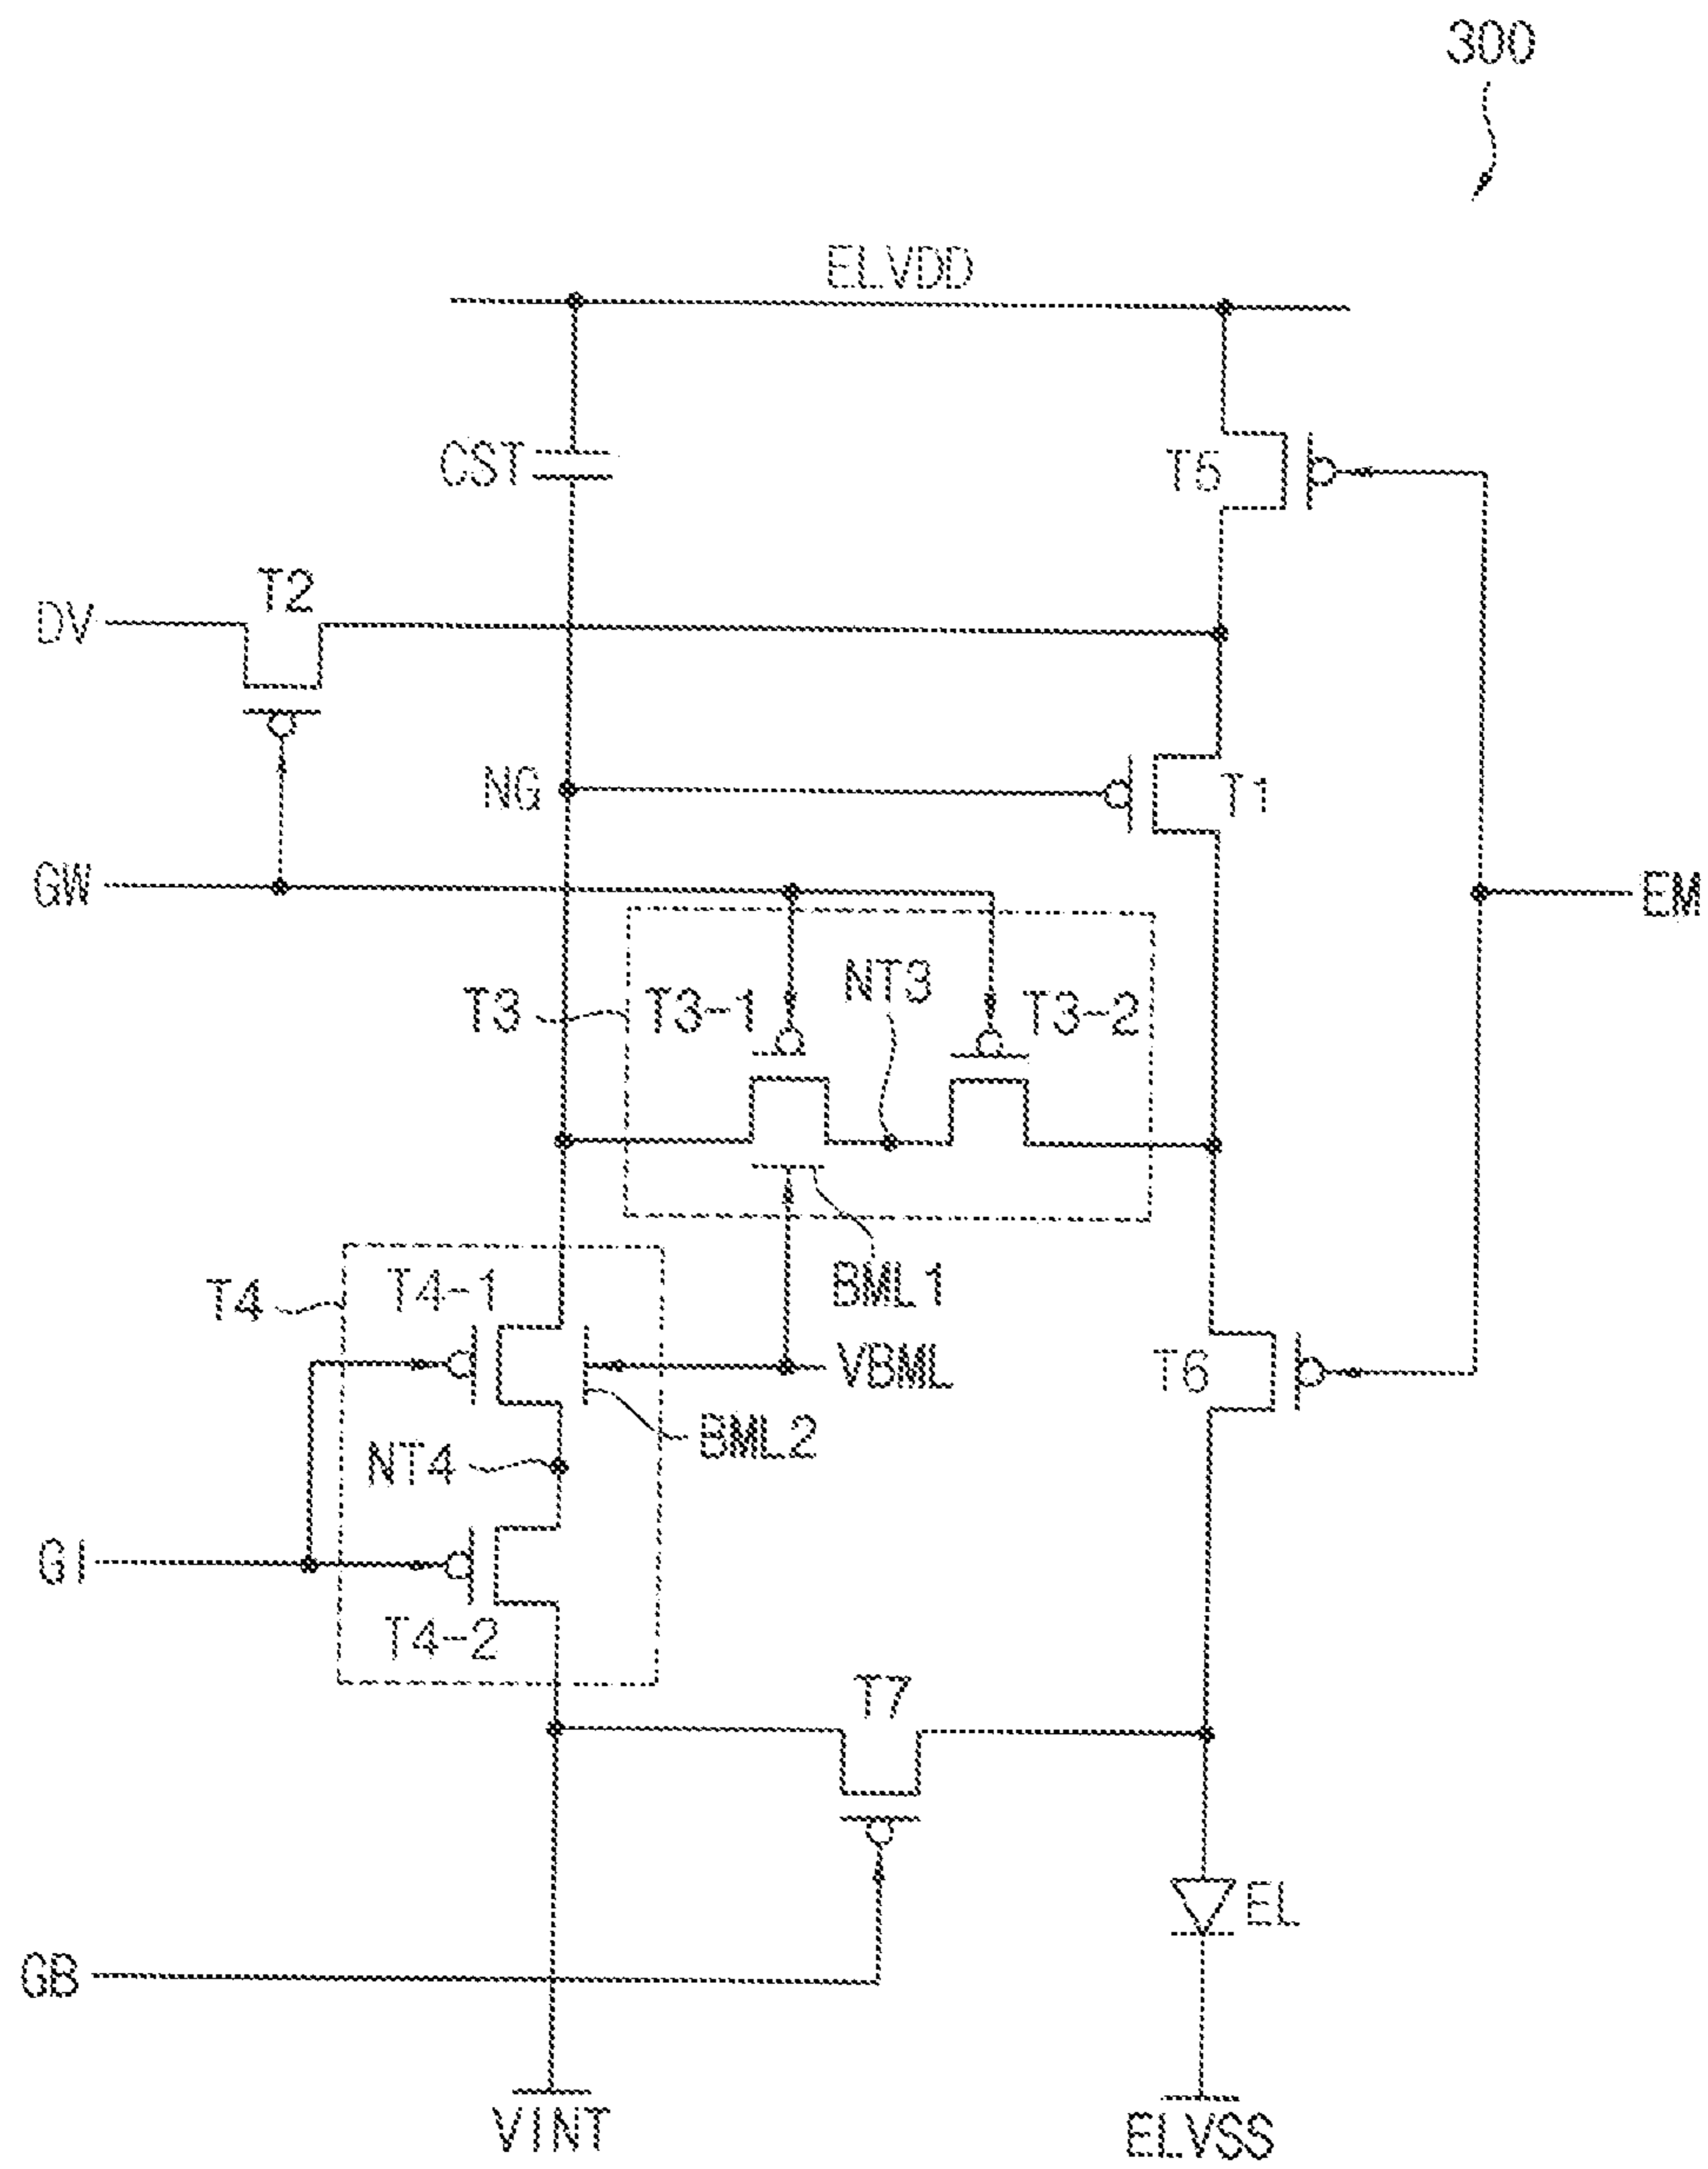 300
ELVDD
CST
T5
DV
T2
NG
T1
GW
EM
T3
T3-1
NT3
T3-2
BML1
T4
T4-1
VBML
T6
BML2
NT4
GI
T4-2
T7
EL
GB
VINT
ELVSS